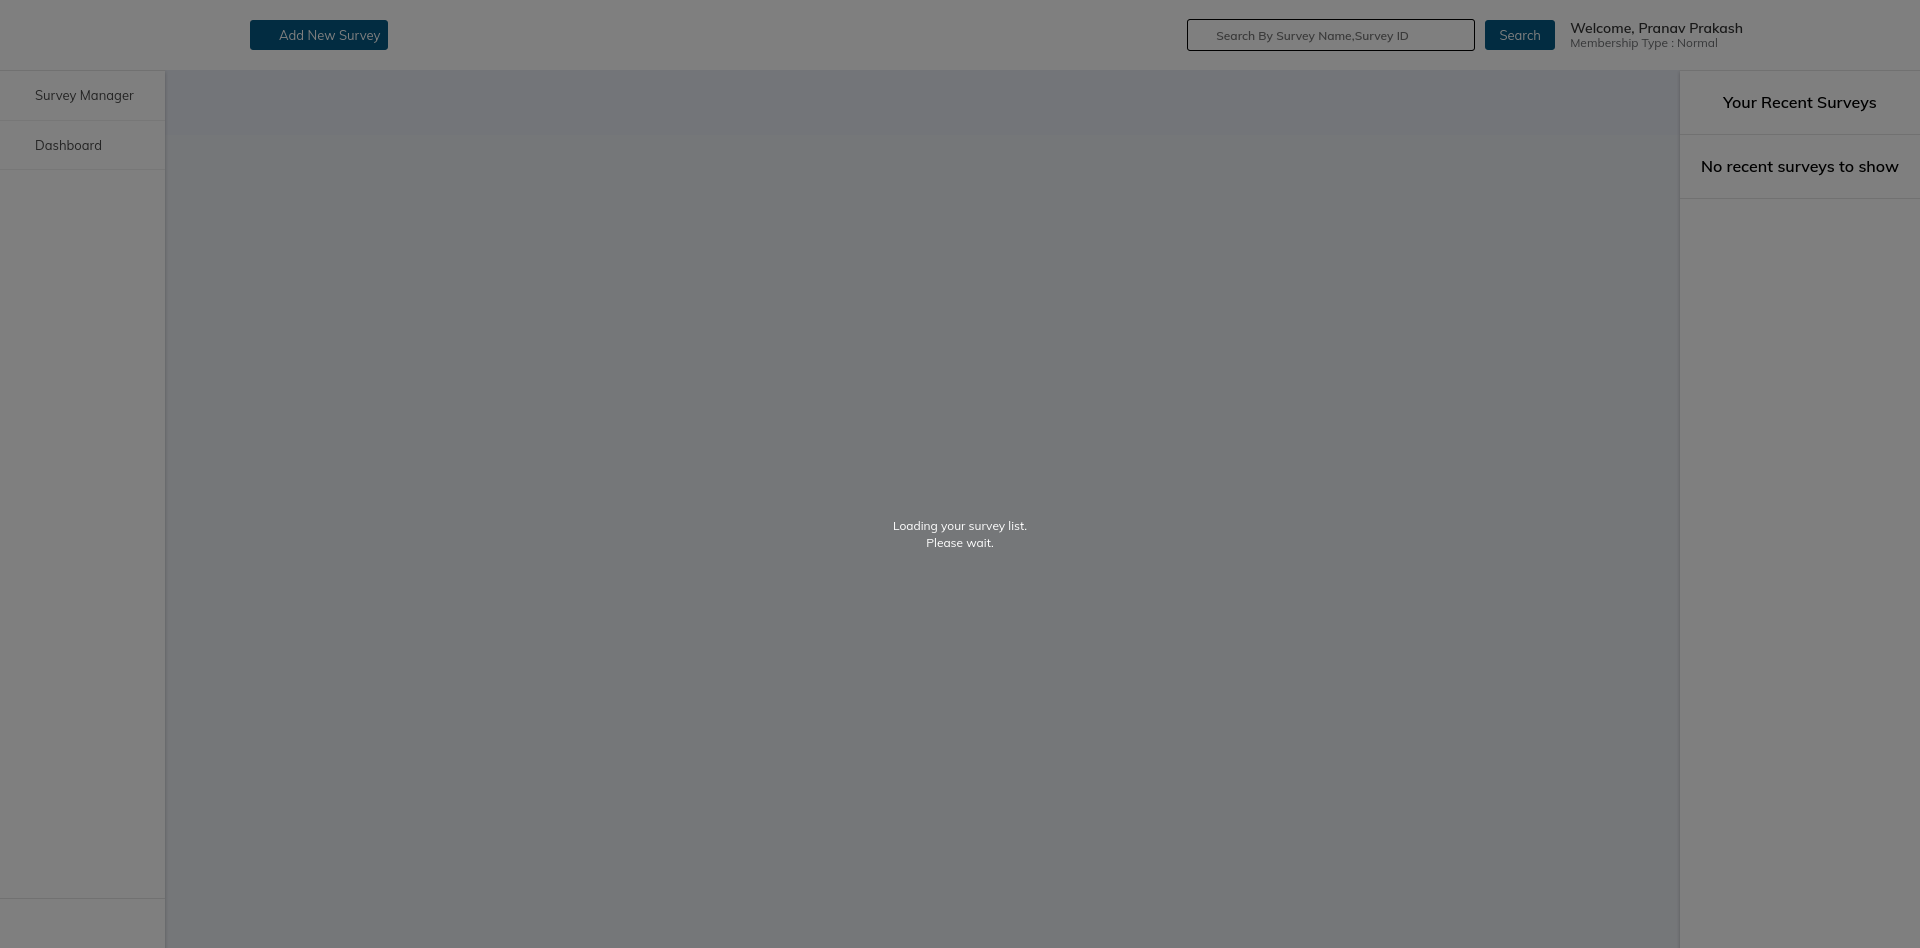 Add New Survey
Search By Survey Name,Survey ID
Search
Welcome, Pranav Prakash
Membership Type : Normal
Survey Manager
Dashboard
Your Recent Surveys
No recent surveys to show
Loading your survey list.
Please wait.